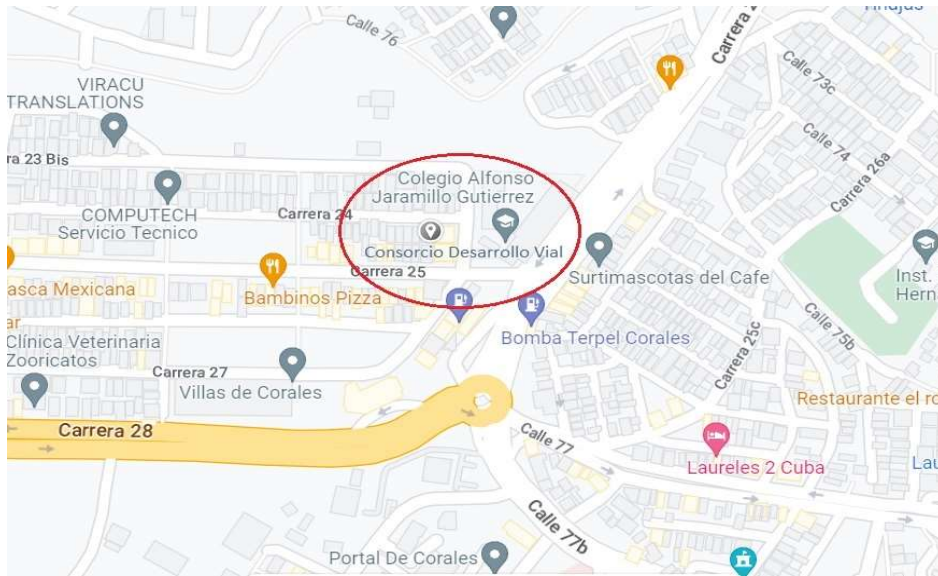 Calle 76
Carrera 2
VIRACU
TRANSLATIONS
Calle 73c
Calle 74
Carrera 26a
ra 23 Bis
Colegio Alfonso
Jaramillo Gutierrez
COMPUTECH
Servicio Tecnico
Carrera 24
Consorcio Desarrollo Vial
Carrera 25
Surtimascotas del Cafe
Inst.
Hern
asca Mexicana
Bambinos Pizza
ar
Bomba Terpel Corales
Calle 75b
Clínica Veterinaria
Zooricatos
Carrera 25c
Carrera 27
Villas de Corales
Restaurante el ro
Carrera 28
Calle 77
Laureles 2 Cuba
Lau
Calle 77b
Portal De Corales